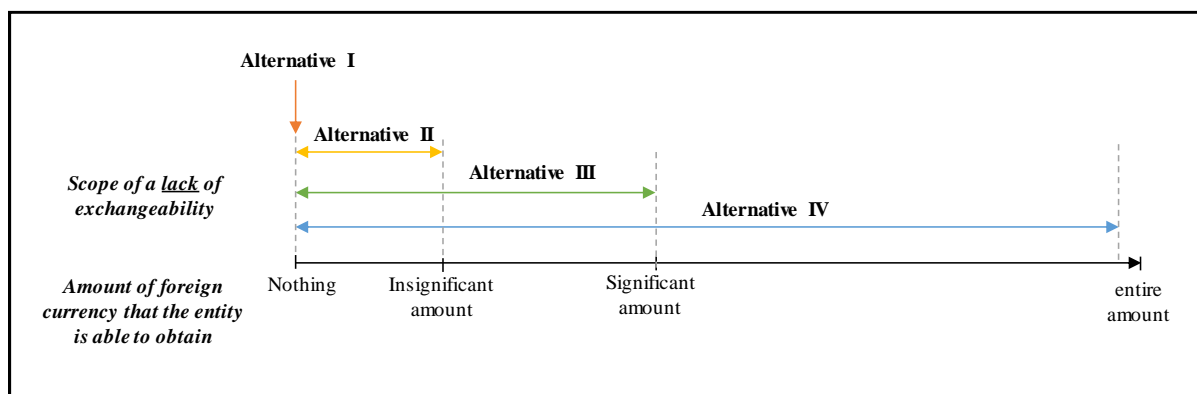 Alternative I
Alternative II
Alternative III
Scope of a lack of
exchangeability
Alternative IV
Nothing
Insignificant
amount
Significant
amount
entire
amount
Amount of foreign
currency that the entity
is able to obtain